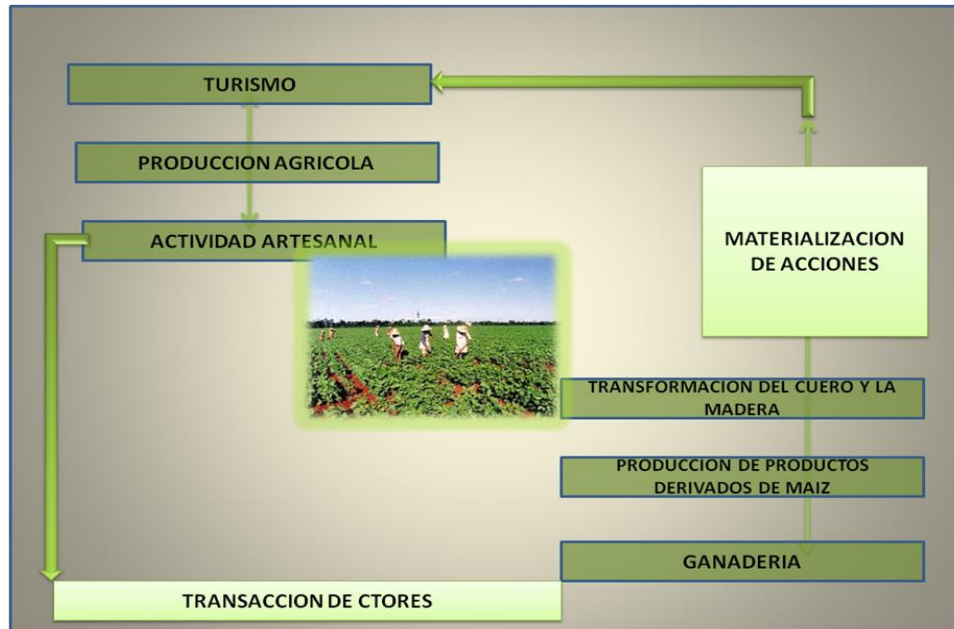 TURISMO
PRODUCCION AGRICOLA
ACTIVIDAD ARTESANAL
MATERIALIZACION
DE ACCIONES
TRANSFORMACION DEL CUERO Y LA
MADERA
PRODUCCION DE PRODUCTOS
DERIVADOS DE MAIZ
GANADERIA
TRANSACCION DE CTORES